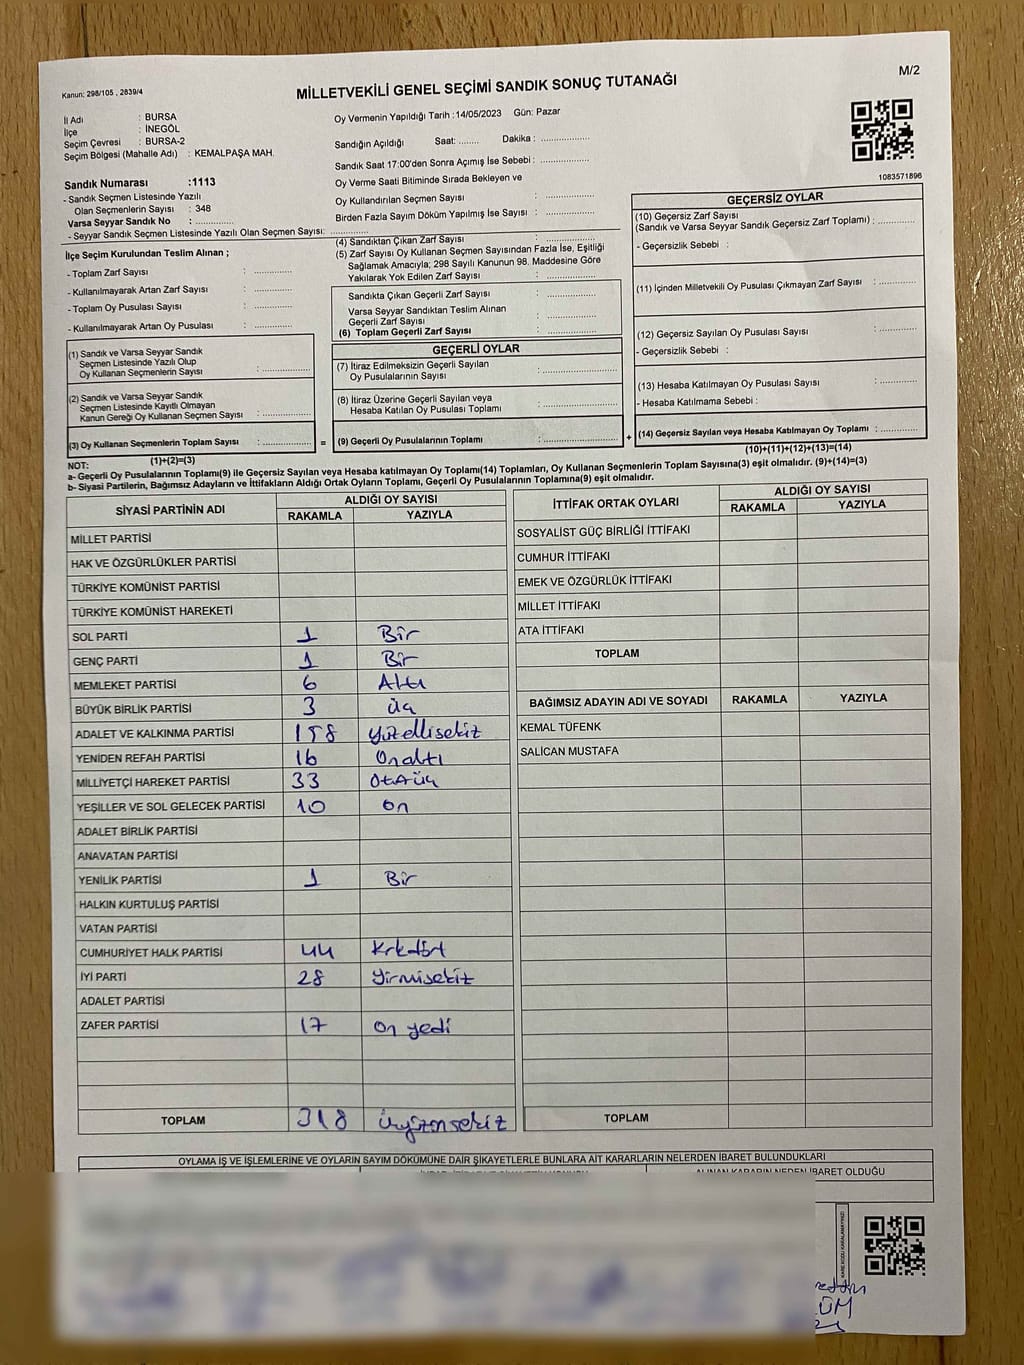 Kanun: 298/105 , 2839/4
MİLLETVEKİLİ GENEL SEÇİMİ SANDIK SONUÇ TUTANAĞI
M/2
İl Adı : BURSA
İlçe : İNEGÖL
Seçim Çevresi : BURSA-2
Seçim Bölgesi (Mahalle Adı) : KEMALPAŞA MAH.
Sandık Numarası :1113
- Sandık Seçmen Listesinde Yazılı
Olan Seçmenlerin Sayısı : 348
Varsa Seyyar Sandık No : ..............
- Seyyar Sandık Seçmen Listesinde Yazılı Olan Seçmen Sayısı: ..............
Oy Vermenin Yapıldığı Tarih :14/05/2023 Gün: Pazar
Sandığın Açıldığı Saat: .............. Dakika : ..............
Sandık Saat 17:00'den Sonra Açımış İse Sebebi : ..............
Oy Verme Saati Bitiminde Sırada Bekleyen ve
Oy Kullandırılan Seçmen Sayısı : ..............
Birden Fazla Sayım Döküm Yapılmış İse Sayısı : ..............
1083571896
İlçe Seçim Kurulundan Teslim Alınan ;
- Toplam Zarf Sayısı : ..............
- Kullanılmayarak Artan Zarf Sayısı : ..............
- Toplam Oy Pusulası Sayısı : ..............
- Kullanılmayarak Artan Oy Pusulası : ..............
(1) Sandık ve Varsa Seyyar Sandık
Seçmen Listesinde Yazılı Olup
Oy Kullanan Seçmenlerin Sayısı : ..............
(2) Sandık ve Varsa Seyyar Sandık
Seçmen Listesinde Kayıtlı Olmayan
Kanun Gereği Oy Kullanan Seçmen Sayısı : ..............
(3) Oy Kullanan Seçmenlerin Toplam Sayısı : .............. =
(1)+(2)=(3)
(4) Sandıktan Çıkan Zarf Sayısı : ..............
(5) Zarf Sayısı Oy Kullanan Seçmen Sayısından Fazla İse, Eşitliği
Sağlamak Amacıyla; 298 Sayılı Kanunun 98. Maddesine Göre
Yakılarak Yok Edilen Zarf Sayısı : ..............
Sandıkta Çıkan Geçerli Zarf Sayısı : ..............
Varsa Seyyar Sandıktan Teslim Alınan
Geçerli Zarf Sayısı : ..............
(6) Toplam Geçerli Zarf Sayısı : ..............
GEÇERLİ OYLAR
(7) İtiraz Edilmeksizin Geçerli Sayılan
Oy Pusulalarının Sayısı : ..............
(8) İtiraz Üzerine Geçerli Sayılan veya
Hesaba Katılan Oy Pusulası Toplamı : ..............
(9) Geçerli Oy Pusulalarının Toplamı : .............. +
GEÇERSİZ OYLAR
(10) Geçersiz Zarf Sayısı
(Sandık ve Varsa Seyyar Sandık Geçersiz Zarf Toplamı) : ..............
- Geçersizlik Sebebi :
(11) İçinden Milletvekili Oy Pusulası Çıkmayan Zarf Sayısı : ..............
(12) Geçersiz Sayılan Oy Pusulası Sayısı : ..............
- Geçersizlik Sebebi :
(13) Hesaba Katılmayan Oy Pusulası Sayısı : ..............
- Hesaba Katılmama Sebebi :
(14) Geçersiz Sayılan veya Hesaba Katılmayan Oy Toplamı : ..............
(10)+(11)+(12)+(13)=(14)
NOT:
a- Geçerli Oy Pusulalarının Toplamı(9) ile Geçersiz Sayılan veya Hesaba katılmayan Oy Toplamı(14) Toplamları, Oy Kullanan Seçmenlerin Toplam Sayısına(3) eşit olmalıdır. (9)+(14)=(3)
b- Siyasi Partilerin, Bağımsız Adayların ve İttifakların Aldığı Ortak Oyların Toplamı, Geçerli Oy Pusulalarının Toplamına(9) eşit olmalıdır.
SİYASİ PARTİNİN ADI ALDIĞI OY SAYISI
RAKAMLA YAZIYLA
MİLLET PARTİSİ
HAK VE ÖZGÜRLÜKLER PARTİSİ
TÜRKİYE KOMÜNİST PARTİSİ
TÜRKİYE KOMÜNİST HAREKETİ
SOL PARTİ 1 Bir
GENÇ PARTİ 1 Bir
MEMLEKET PARTİSİ 6 Altı
BÜYÜK BİRLİK PARTİSİ 3 üç
ADALET VE KALKINMA PARTİSİ 158 yüzellisekiz
YENİDEN REFAH PARTİSİ 16 Onaltı
MİLLİYETÇİ HAREKET PARTİSİ 33 Otzüç
YEŞİLLER VE SOL GELECEK PARTİSİ 10 on
ADALET BİRLİK PARTİSİ
ANAVATAN PARTİSİ
YENİLİK PARTİSİ 1 Bir
HALKIN KURTULUŞ PARTİSİ
VATAN PARTİSİ
CUMHURİYET HALK PARTİSİ 44 Krkdört
İYİ PARTİ 28 Yirmisekiz
ADALET PARTİSİ
ZAFER PARTİSİ 17 on yedi
TOPLAM 318 üçyüzonsekiz
İTTİFAK ORTAK OYLARI ALDIĞI OY SAYISI
RAKAMLA YAZIYLA
SOSYALİST GÜÇ BİRLİĞİ İTTİFAKI
CUMHUR İTTİFAKI
EMEK VE ÖZGÜRLÜK İTTİFAKI
MİLLET İTTİFAKI
ATA İTTİFAKI
TOPLAM
BAĞIMSIZ ADAYIN ADI VE SOYADI RAKAMLA YAZIYLA
KEMAL TÜFENK
SALİCAN MUSTAFA
TOPLAM
OYLAMA İŞ VE İŞLEMLERİNE VE OYLARIN SAYIM DÖKÜMÜNE DAİR ŞİKAYETLERLE BUNLARA AİT KARARLARIN NELERDEN İBARET BULUNDUKLARI
ALINAN KARARIN NEDEN İBARET OLDUĞU
KARE KODU KARALAMAYINIZ